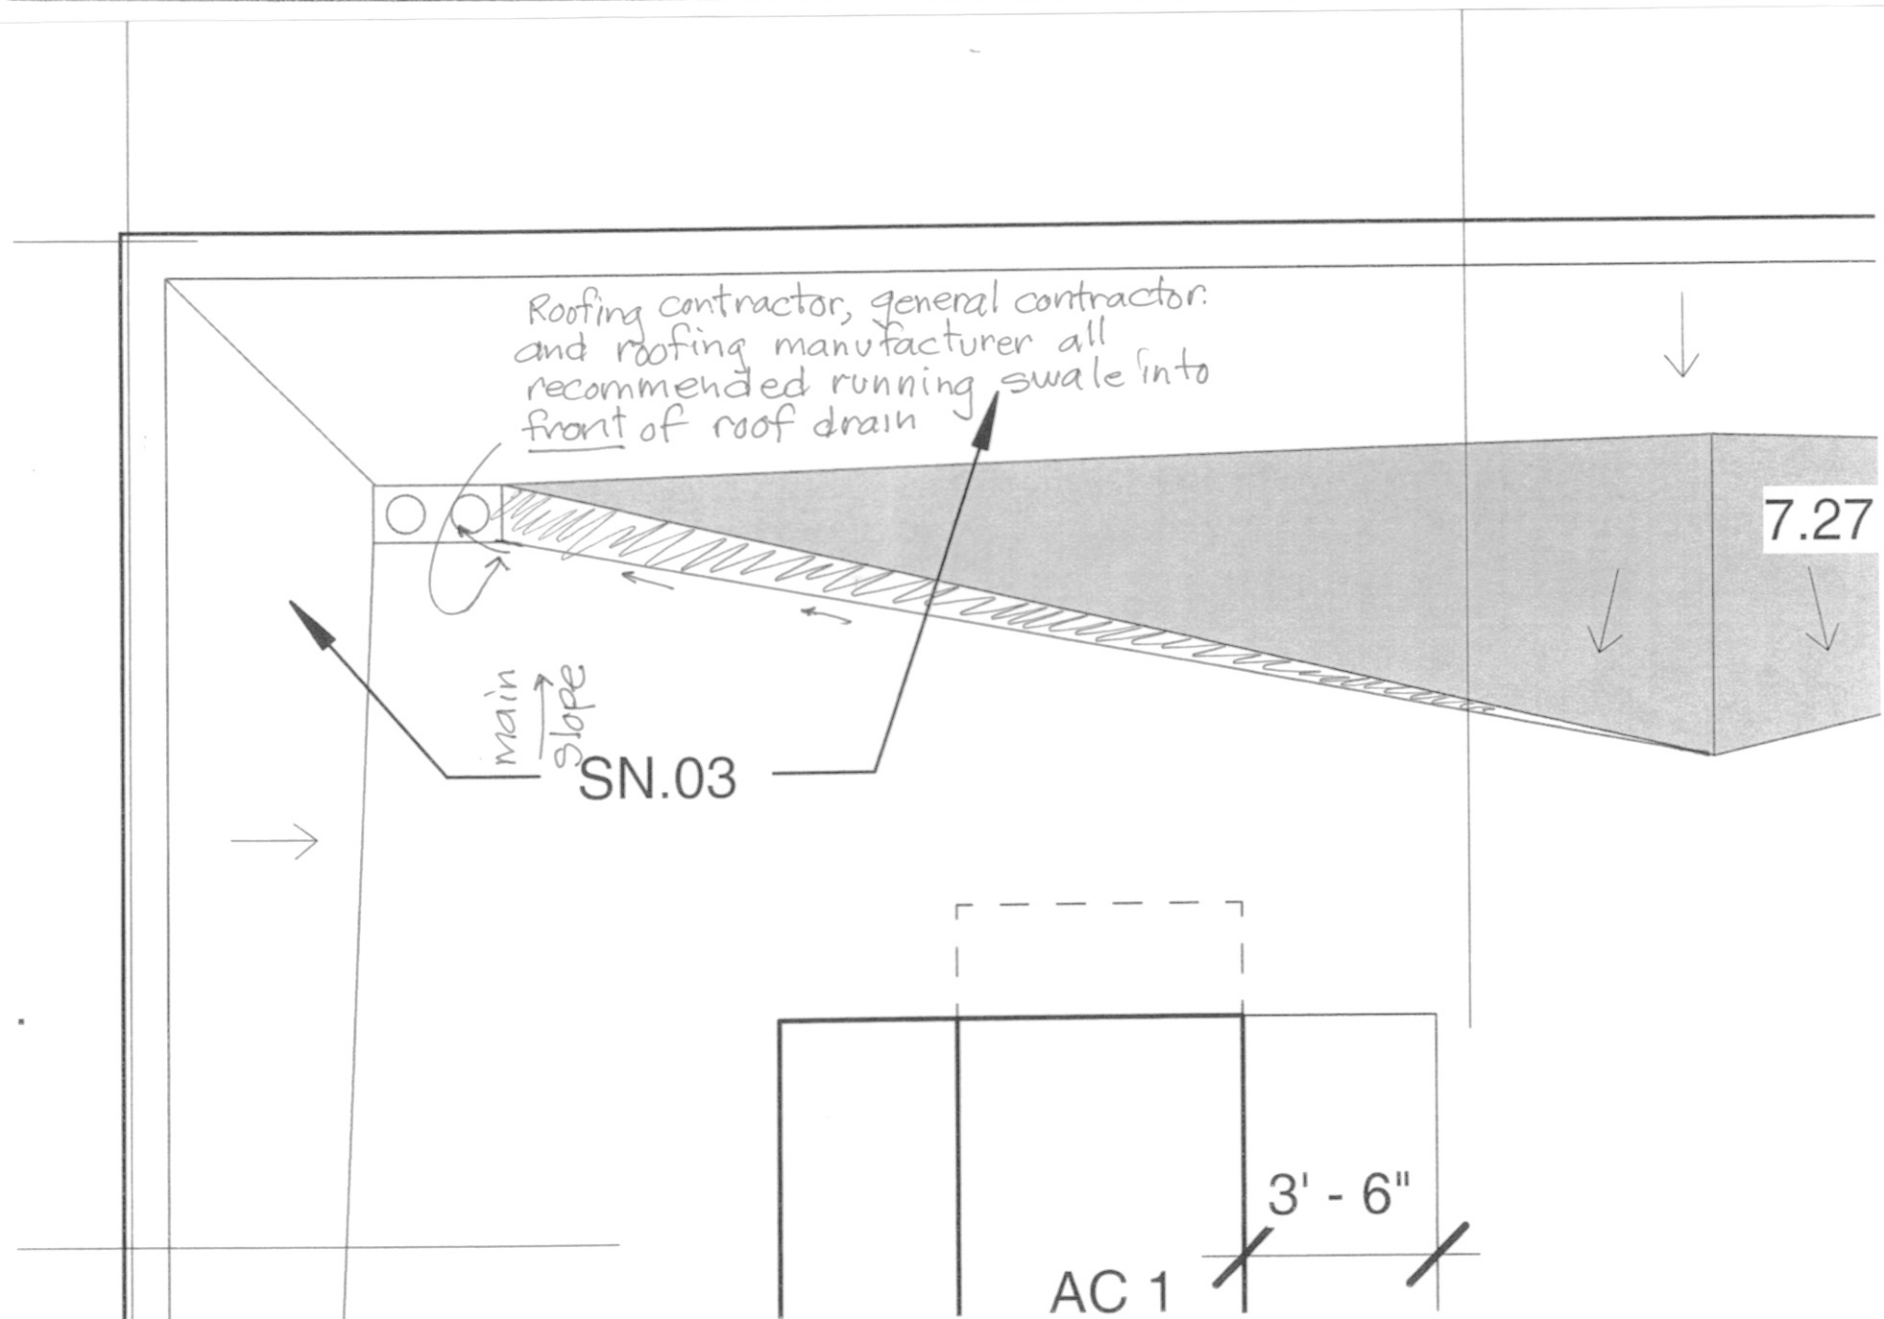 Roofing contractor, general contractor
and roofing manufacturer all
recommended running swale into
front of roof drain
7.27
main
slope
SN.03
3' - 6"
AC 1